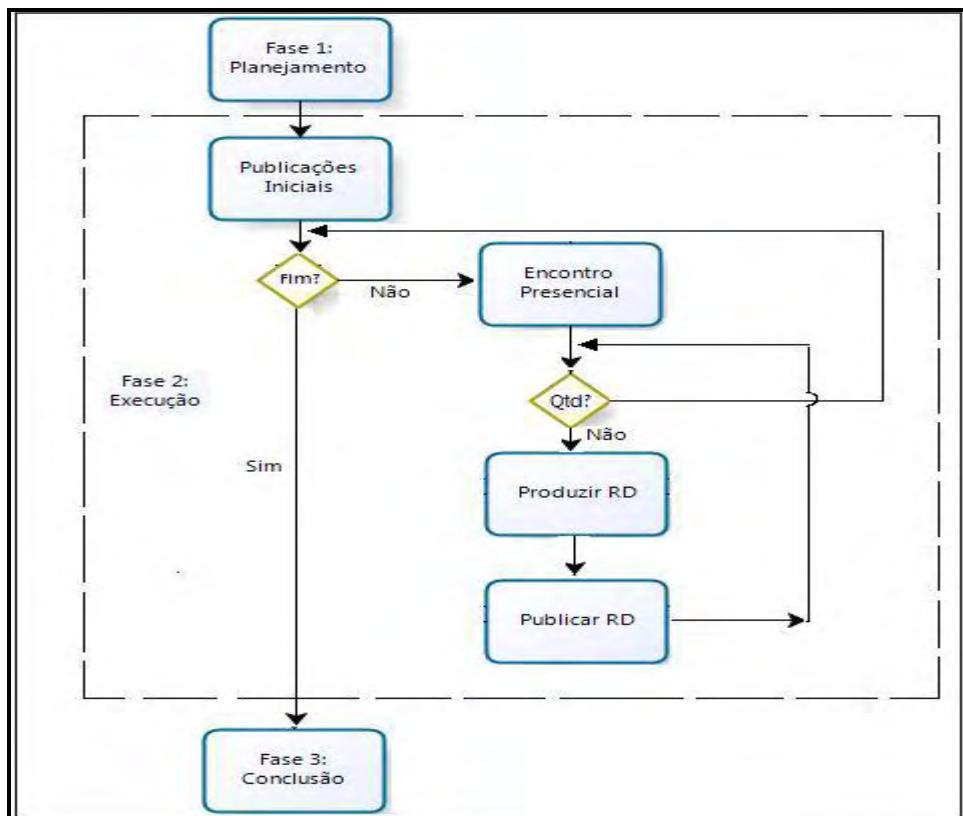 Fase 1:
Planejamento
Publicações
Iniciais
Fim?
Não
Encontro
Presencial
Fase 2:
Execução
Qtd?
Não
Sim
Produzir RD
Publicar RD
Fase 3:
Conclusão